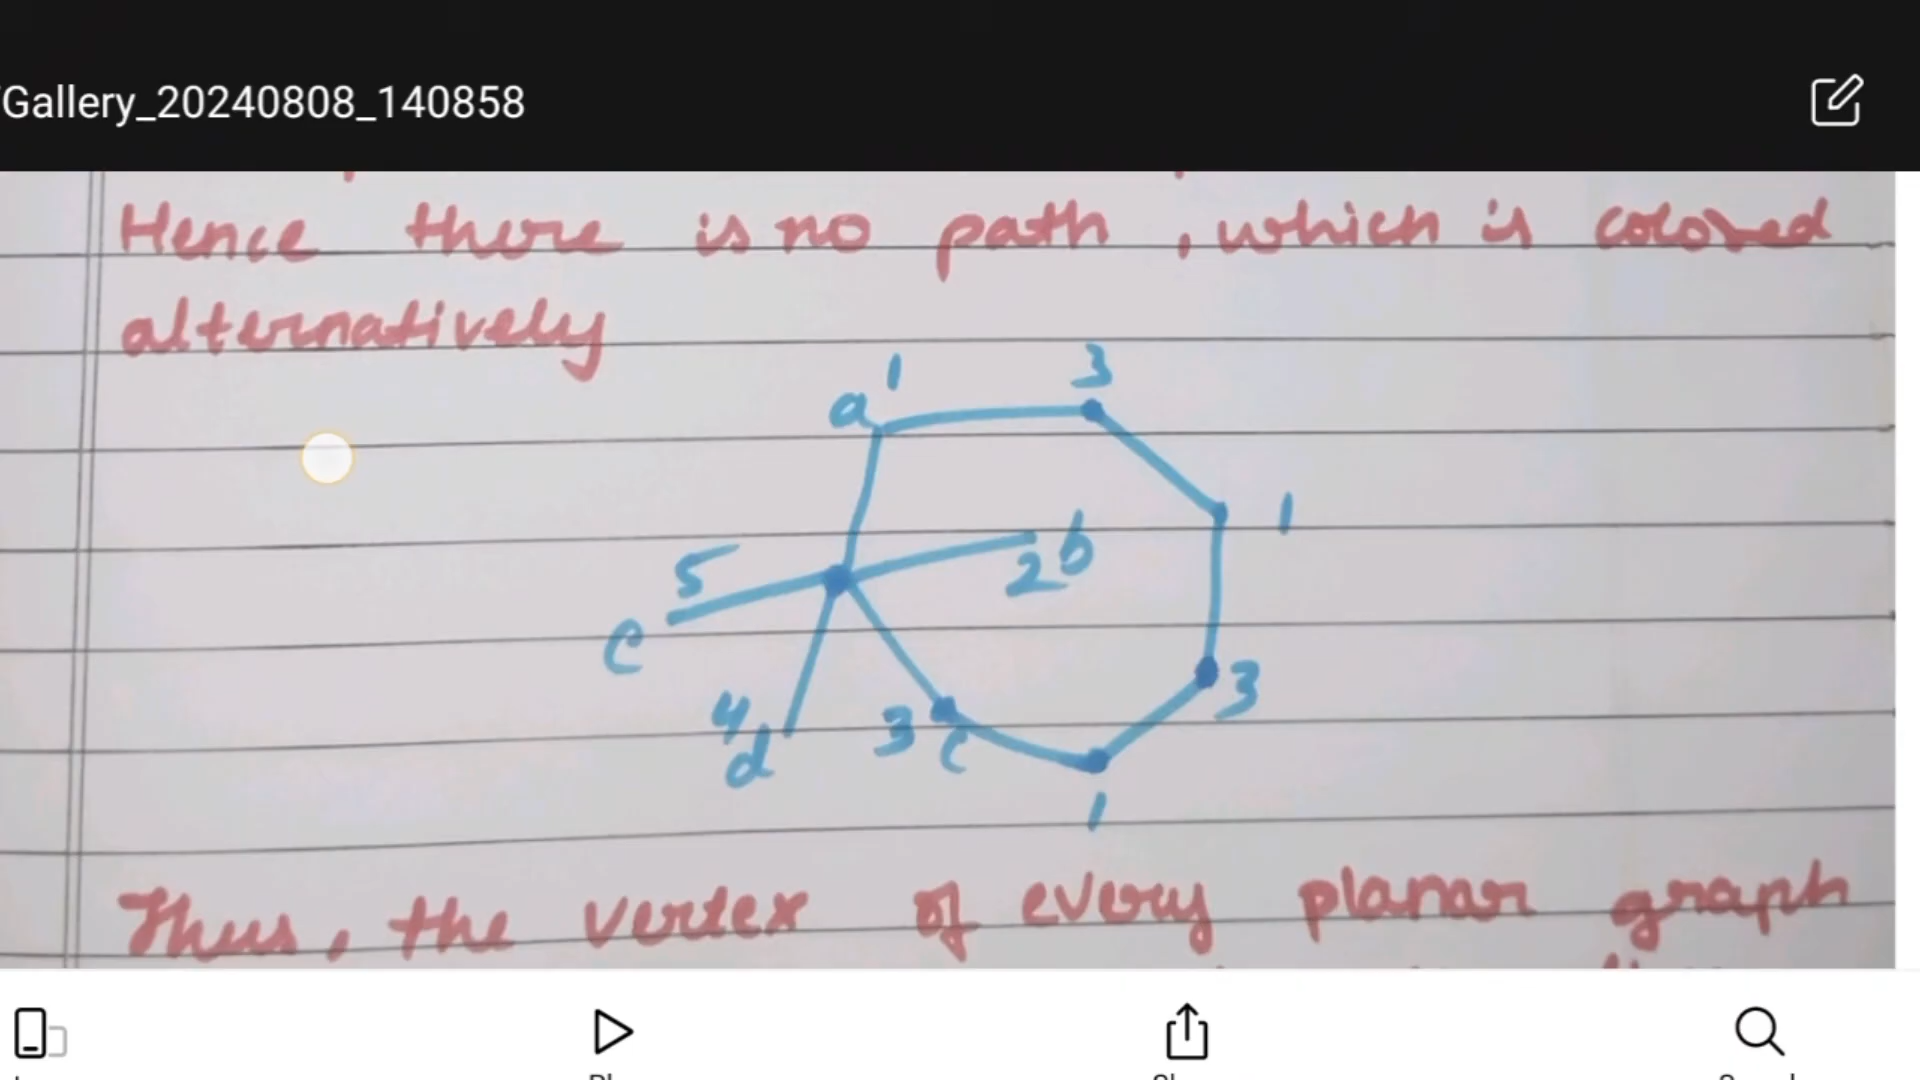 Gallery_20240808_140858
Hence there is no path, which is colored
alternatively
1 3
a
1
b
5 2
e
3
4 3
d c
1
Thus, the vertex of every planar graph